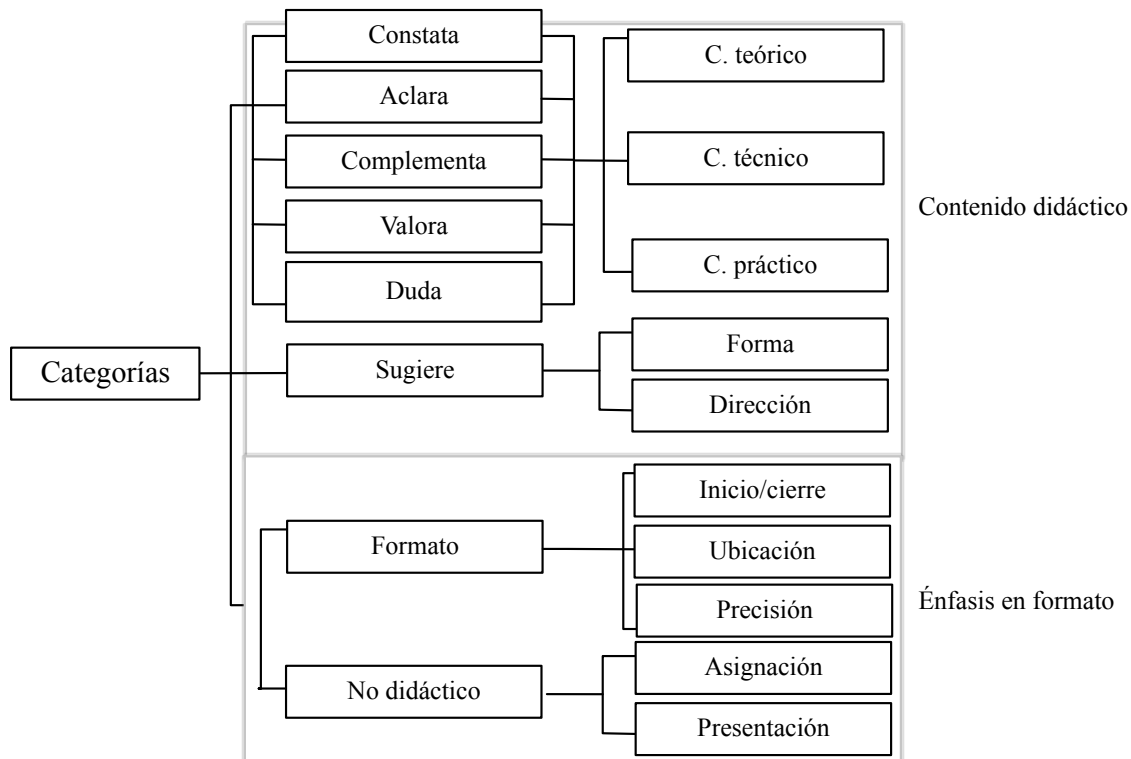 Constata
C. teórico
Aclara
Complementa
C. técnico
Valora
Contenido didáctico
C. práctico
Duda
Forma
Categorías
Sugiere
Dirección
Inicio/cierre
Formato
Ubicación
Precisión
Énfasis en formato
Asignación
No didáctico
Presentación